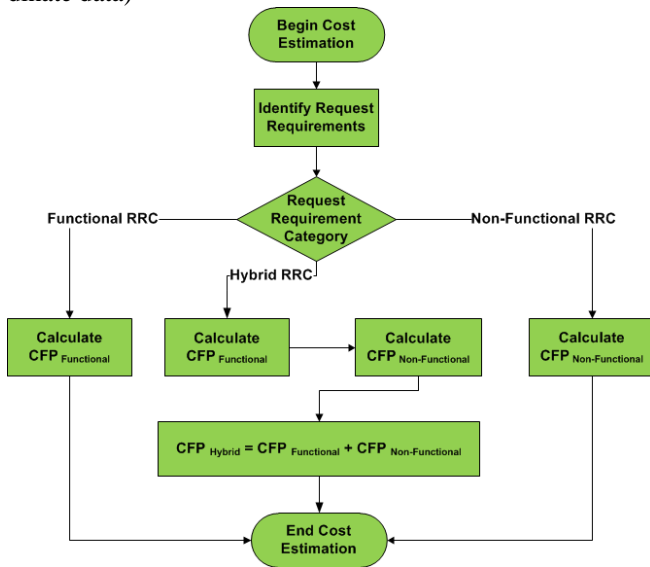 Begin Cost
Estimation
Identify Request
Requirements
Request
Requirement
Category
Functional RRC
Non-Functional RRC
Hybrid RRC
Calculate
CFP Functional
Calculate
CFP Functional
Calculate
CFP Non-Functional
Calculate
CFP Non-Functional
CFP Hybrid = CFP Functional + CFP Non-Functional
End Cost
Estimation